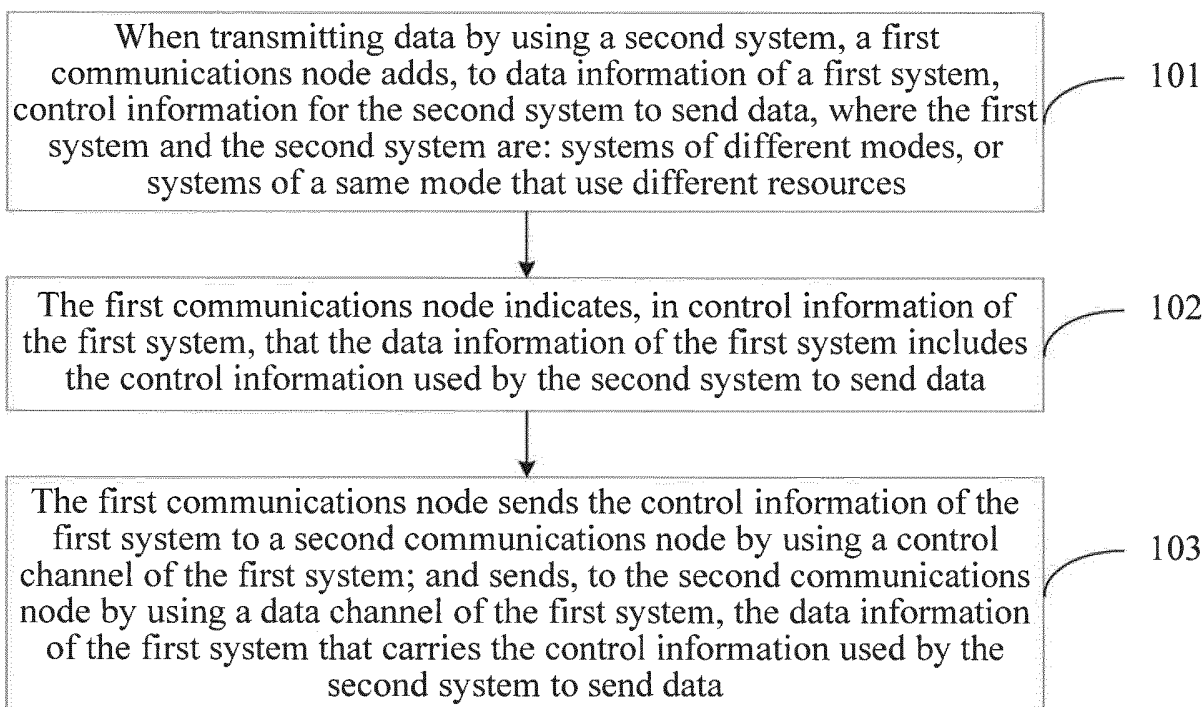 When transmitting data by using a second system, a first
communications node adds, to data information of a first system,
control information for the second system to send data, where the first
system and the second system are: systems of different modes, or
systems of a same mode that use different resources
101
The first communications node indicates, in control information of
the first system, that the data information of the first system includes
the control information used by the second system to send data
102
The first communications node sends the control information of the
first system to a second communications node by using a control
channel of the first system; and sends, to the second communications
node by using a data channel of the first system, the data information
of the first system that carries the control information used by the
second system to send data
103